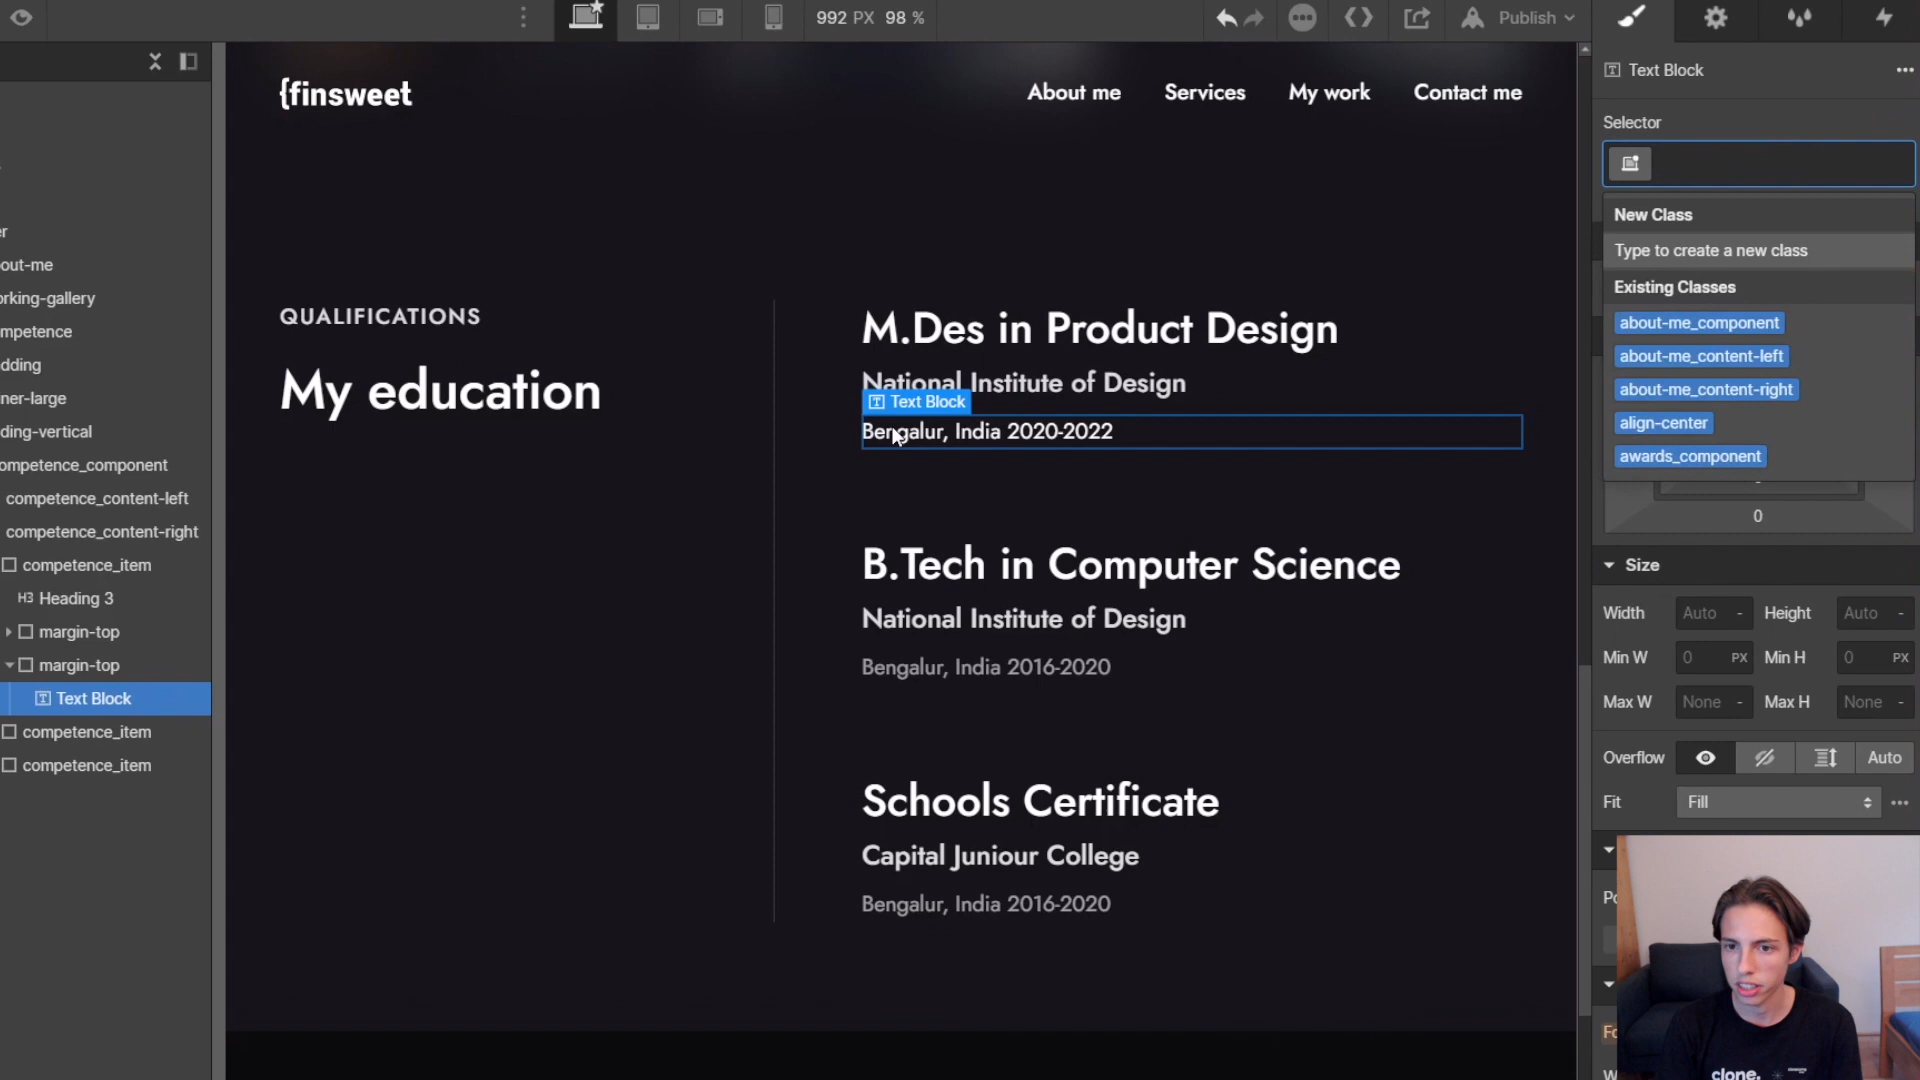 992 PX 98 %
Publish
Text Block
Selector
New Class
Type to create a new class
Existing Classes
about-me_component
about-me_content-left
about-me_content-right
align-center
awards_component
0
Size
Width Auto - Height Auto -
Min W 0 PX Min H 0 PX
Max W None - Max H None -
Overflow Auto
Fit Fill
er
out-me
orking-gallery
mpetence
dding
iner-large
ding-vertical
ompetence_component
competence_content-left
competence_content-right
competence_item
H3 Heading 3
margin-top
margin-top
Text Block
competence_item
competence_item
{finsweet
About me Services My work Contact me
QUALIFICATIONS
My education
M.Des in Product Design
National Institute of Design
Text Block
Bengalur, India 2020-2022
B.Tech in Computer Science
National Institute of Design
Bengalur, India 2016-2020
Schools Certificate
Capital Juniour College
Bengalur, India 2016-2020
clone.